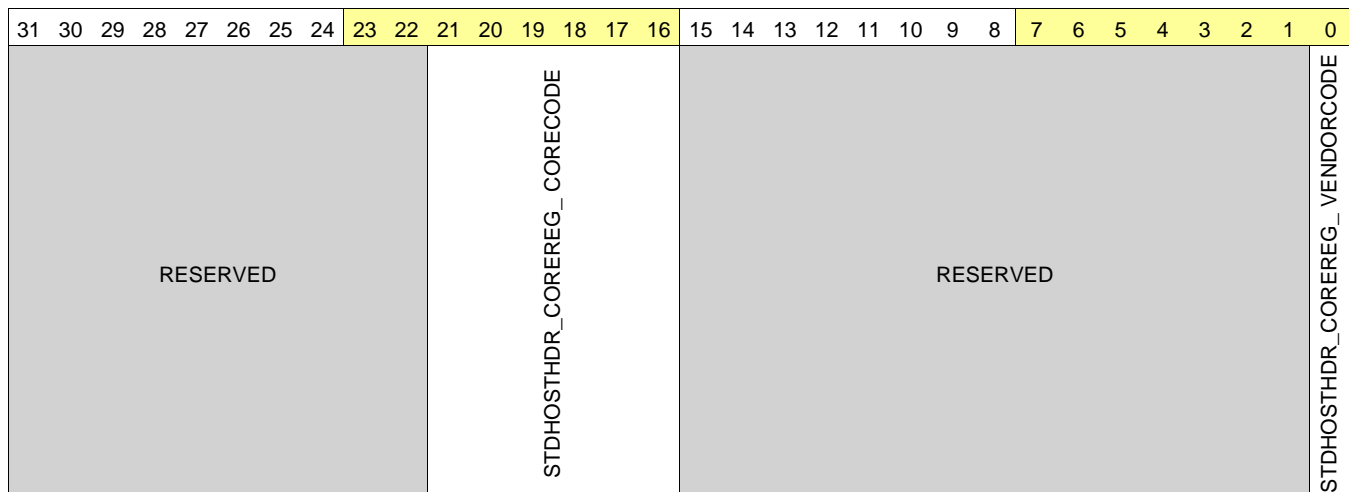 31 30 29 28 27 26 25 24 23 22 21 20 19 18 17 16 15 14 13 12 11 10 9 8 7 6 5 4 3 2 1 0
RESERVED
STDHOSTHDR_COREREG_ CORECODE
RESERVED
STDHOSTHDR_COREREG_ VENDORCODE